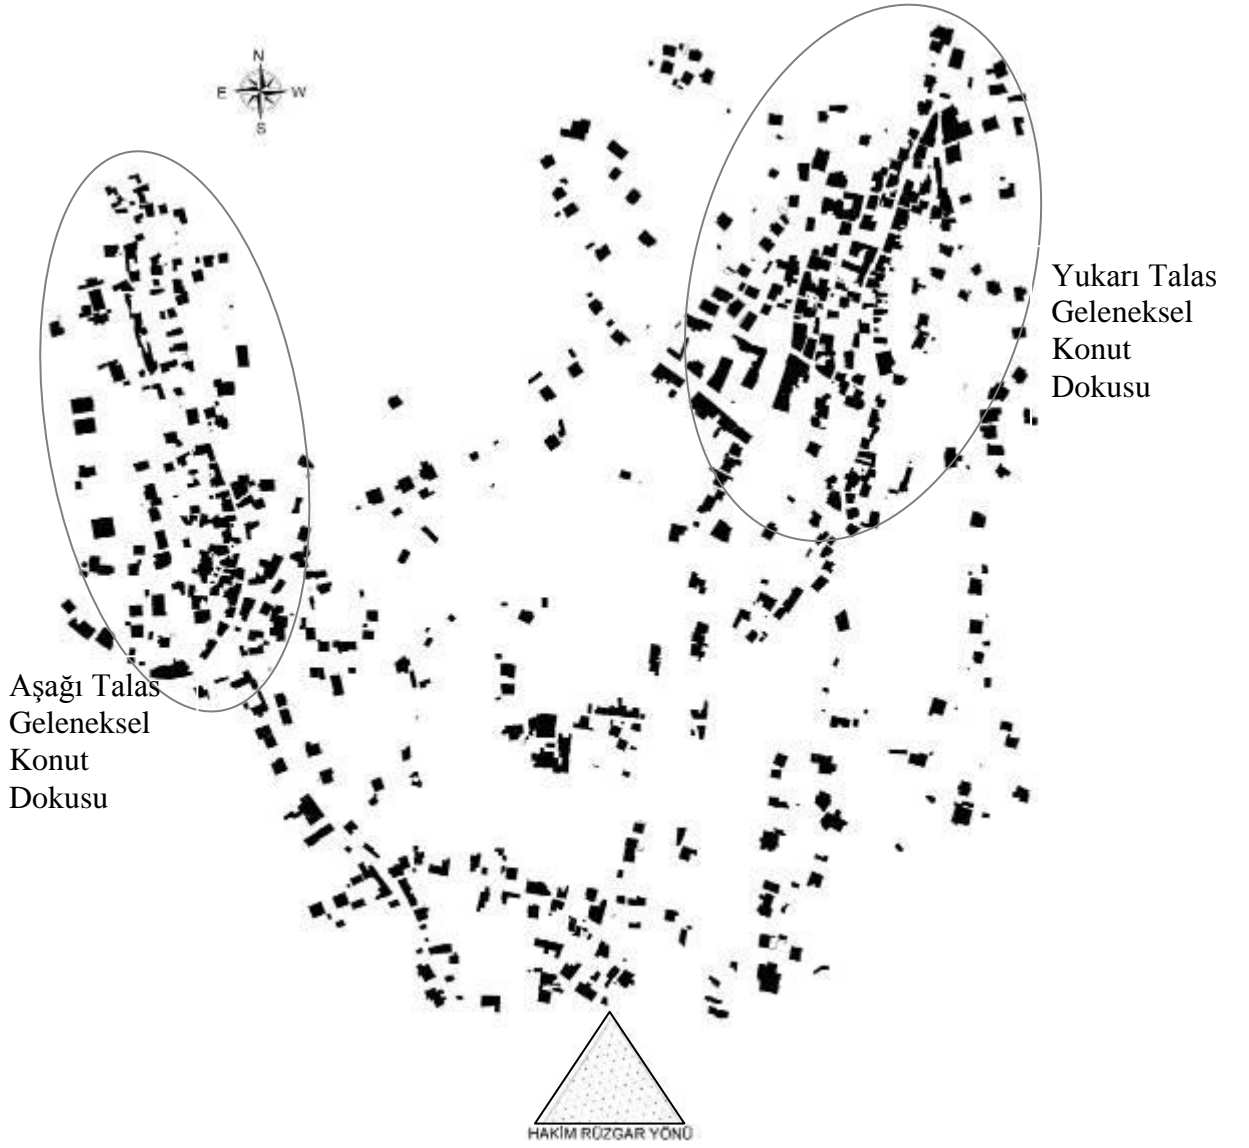 N
E W
S
Yukarı Talas
Geleneksel
Konut
Dokusu
Aşağı Talas
Geleneksel
Konut
Dokusu
HAKİM RÜZGAR YÖNÜ